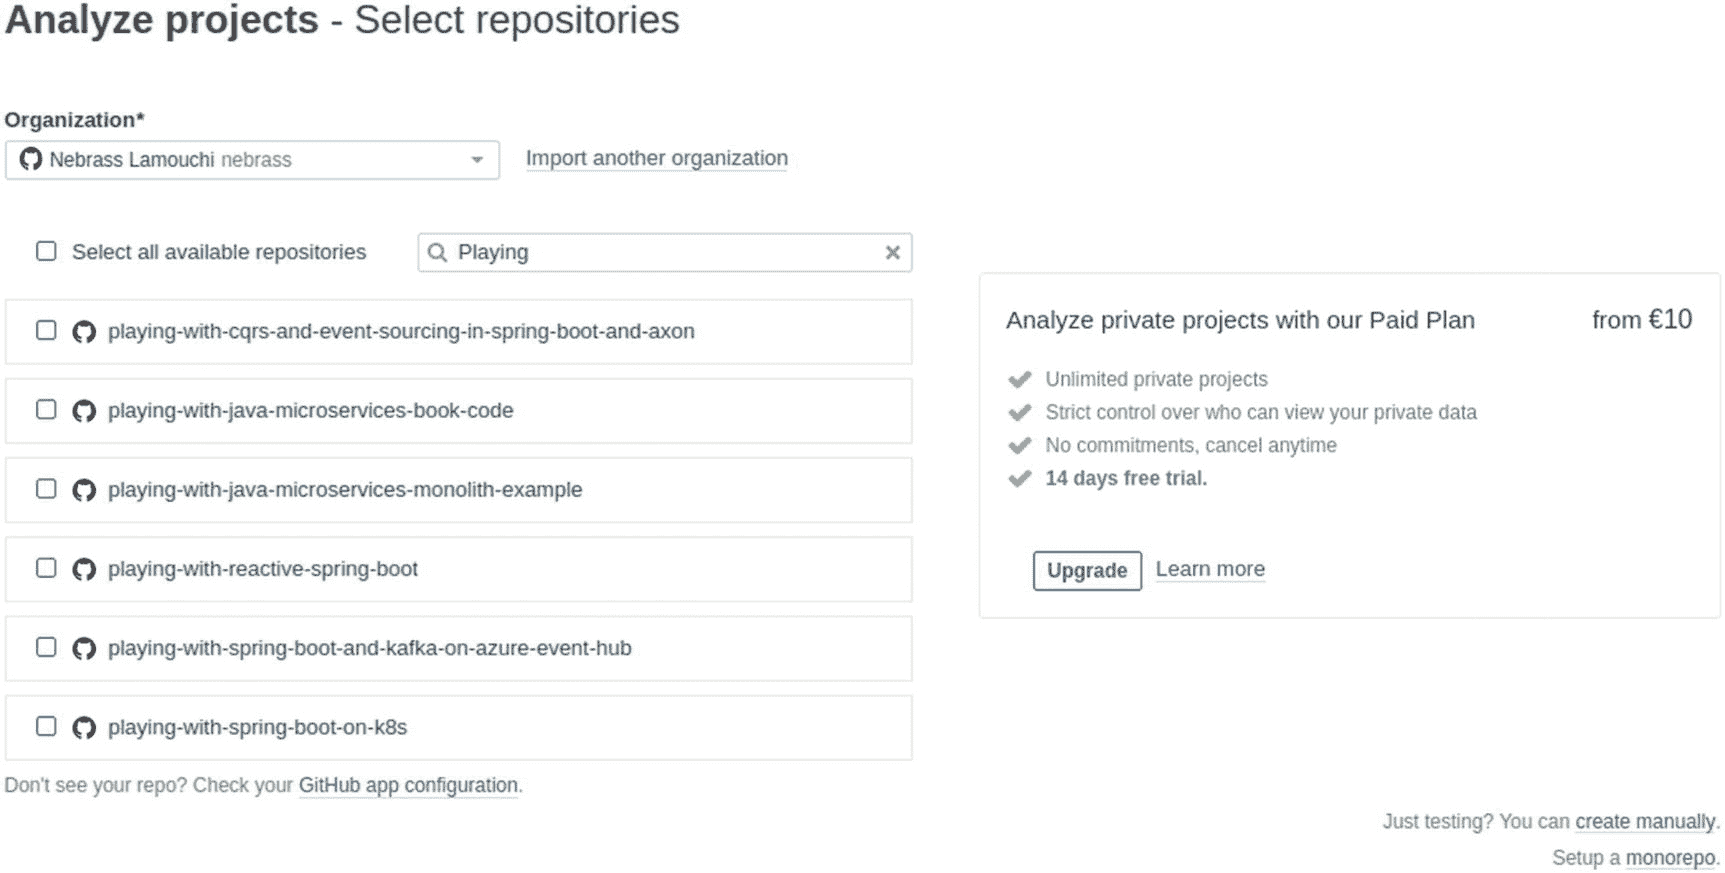 Analyze projects - Select repositories
Organization*
Nebrass Lamouchi nebrass
Import another organization
Select all available repositories
Playing
playing-with-cqrs-and-event-sourcing-in-spring-boot-and-axon
playing-with-java-microservices-book-code
playing-with-java-microservices-monolith-example
playing-with-reactive-spring-boot
playing-with-spring-boot-and-kafka-on-azure-event-hub
playing-with-spring-boot-on-k8s
Don't see your repo? Check your GitHub app configuration.
Analyze private projects with our Paid Plan from €10
Unlimited private projects
Strict control over who can view your private data
No commitments, cancel anytime
14 days free trial.
Upgrade Learn more
Just testing? You can create manually.
Setup a monorepo.